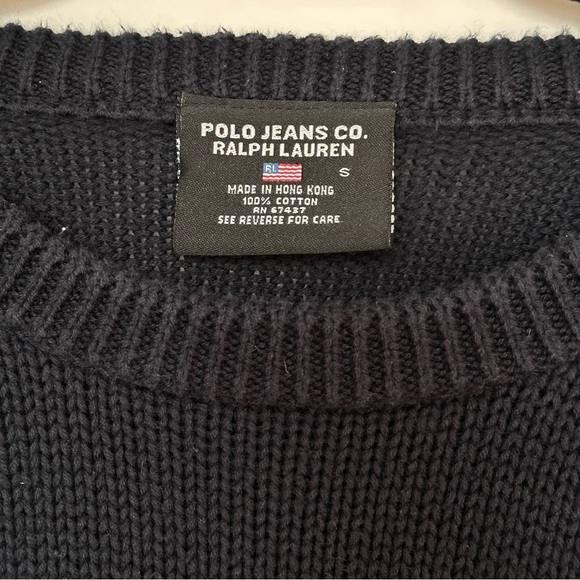 POLO JEANS CO.
RALPH LAUREN
RL
S
MADE IN HONG KONG
100% COTTON
RN 67437
SEE REVERSE FOR CARE